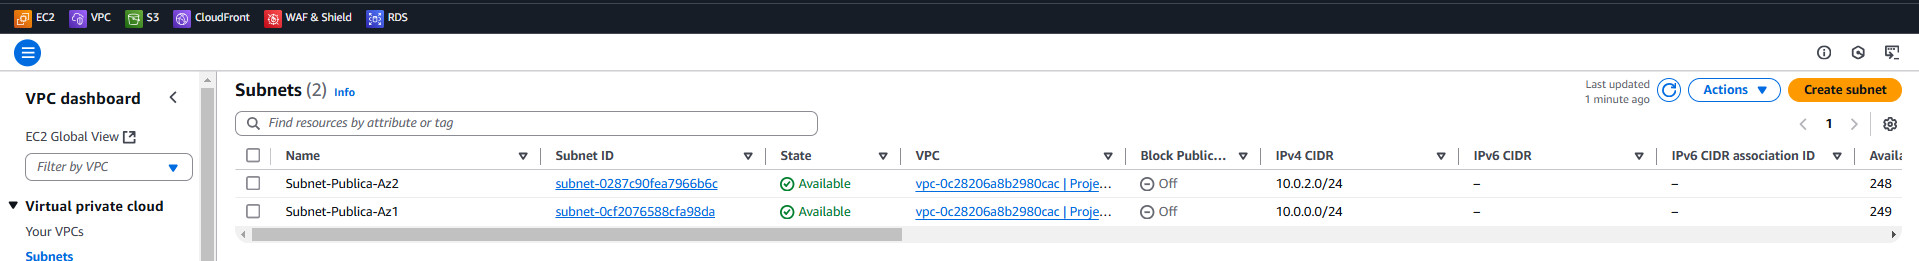 EC2 VPC S3 CloudFront WAF & Shield RDS
VPC dashboard
EC2 Global View
Filter by VPC
Virtual private cloud
Your VPCs
Subnets
Subnets (2) Info
Last updated
1 minute ago
Actions
Create subnet
Find resources by attribute or tag
1
Name Subnet ID State VPC Block Public... IPv4 CIDR IPv6 CIDR IPv6 CIDR association ID Availa
Subnet-Publica-Az2 subnet-0287c90fea7966b6c Available vpc-0c28206a8b2980cac | Proje... Off 10.0.2.0/24 – – 248
Subnet-Publica-Az1 subnet-0cf2076588cfa98da Available vpc-0c28206a8b2980cac | Proje... Off 10.0.0.0/24 – – 249